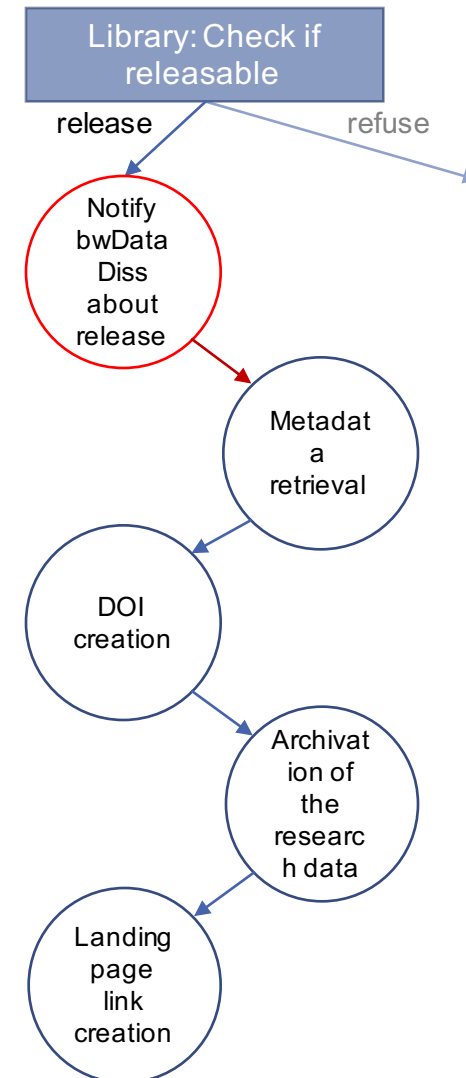 Library: Check if
releasable
release
refuse
Notify
bwData
Diss
about
release
Metadat
a
retrieval
DOI
creation
Archivat
ion of
the
researc
h data
Landing
page
link
creation